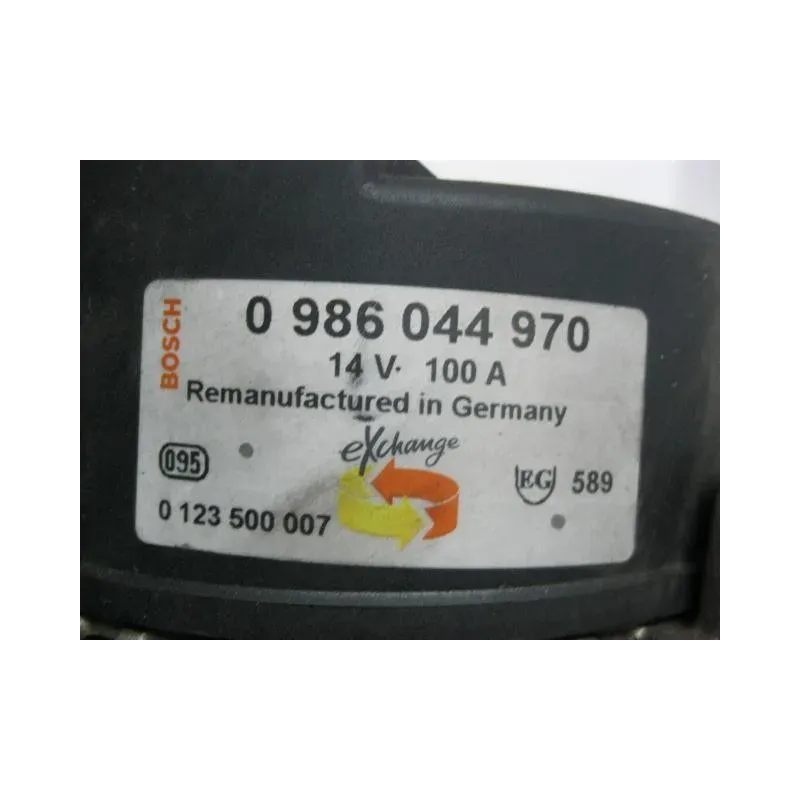 BOSCH
0 986 044 970
14 V· 100 A
Remanufactured in Germany
eXchange
095
EG 589
0 123 500 007